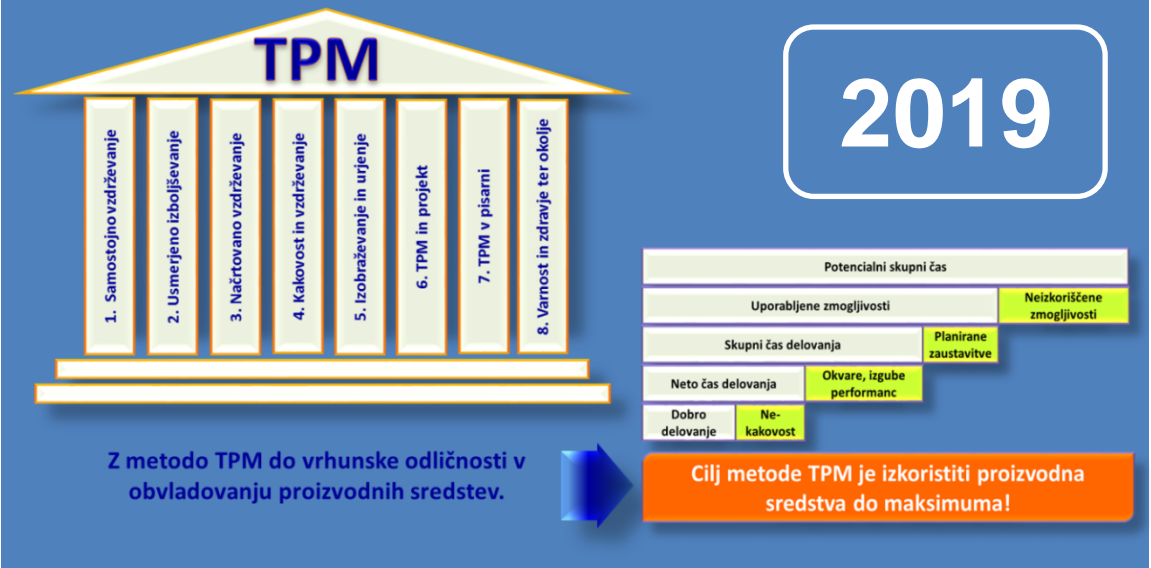 TPM
2019
1. Samostojno vzdrževanje
2. Usmerjeno izboljševanje
3. Načrtovano vzdrževanje
4. Kakovost in vzdrževanje
5. Izobraževanje in urjenje
6. TPM in projekt
7. TPM v pisarni
8. Varnost in zdravje ter okolje
Potencialni skupni čas
Uporabljene zmogljivosti
Neizkoriščene
zmogljivosti
Skupni čas delovanja
Planirane
zaustavitve
Neto čas delovanja
Okvare, izgube
performanc
Dobro
delovanje
Ne-
kakovost
Z metodo TPM do vrhunske odličnosti v
obvladovanju proizvodnih sredstev.
Cilj metode TPM je izkoristiti proizvodna
sredstva do maksimuma!